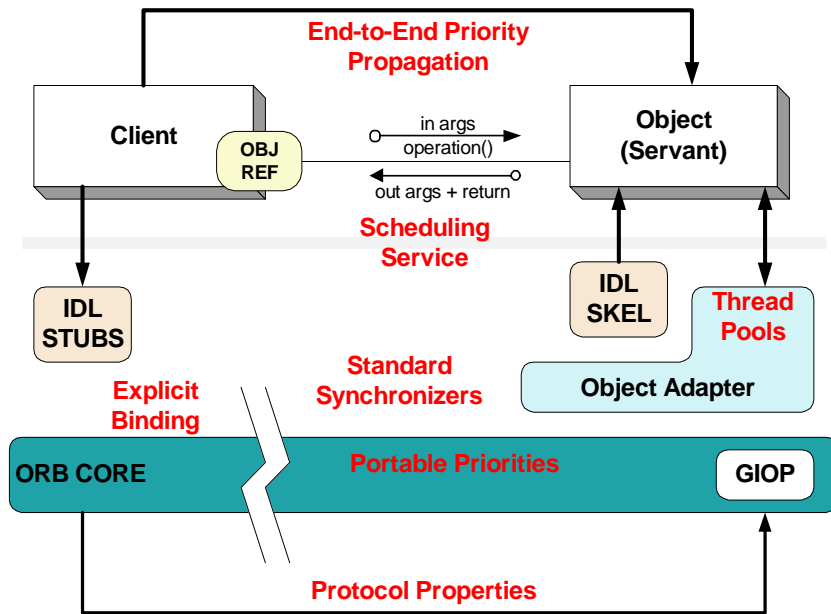 End-to-End Priority
Propagation
Client
OBJ
REF
in args
operation()
out args + return
Object
(Servant)
Scheduling
Service
IDL
STUBS
IDL
SKEL
Thread
Pools
Object Adapter
Explicit
Binding
Standard
Synchronizers
ORB CORE
Portable Priorities
GIOP
Protocol Properties